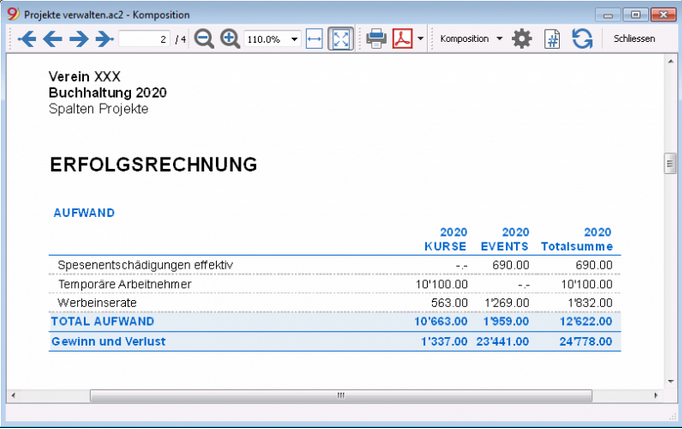 Projekte verwalten.ac2 - Komposition
2 / 4 110.0% Komposition Schliessen
Verein XXX
Buchhaltung 2020
Spalten Projekte
ERFOLGSRECHNUNG
AUFWAND
2020 2020 2020
KURSE EVENTS Totalsumme
Spesenentschädigungen effektiv -.- 690.00 690.00
Temporäre Arbeitnehmer 10'100.00 -.- 10'100.00
Werbeinserate 563.00 1'269.00 1'832.00
TOTAL AUFWAND 10'663.00 1'959.00 12'622.00
Gewinn und Verlust 1'337.00 23'441.00 24'778.00